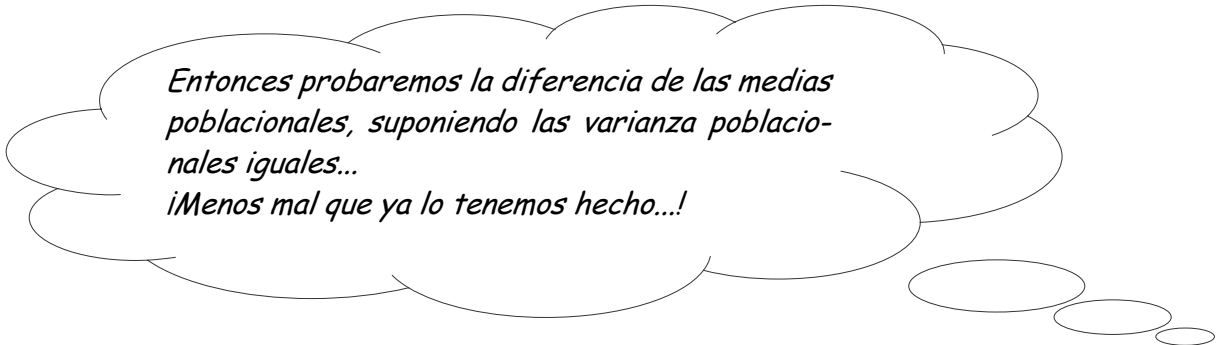 Entonces probaremos la diferencia de las medias
poblacionales, suponiendo las varianza poblacio-
nales iguales...
¡Menos mal que ya lo tenemos hecho...!